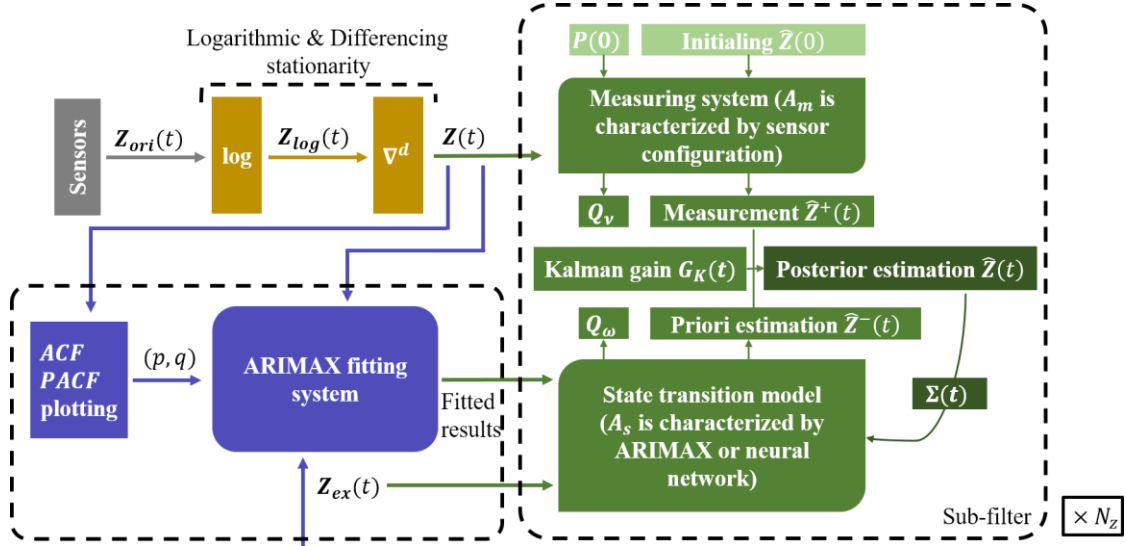 Logarithmic & Differencing
stationarity
Sensors
Z_ori(t)
log
Z_log(t)
∇^d
Z(t)
P(0)
Initialing Ẑ(0)
Measuring system (A_m is
characterized by sensor
configuration)
Q_v
Measurement Ẑ⁺(t)
Kalman gain G_K(t)
Posterior estimation Ẑ(t)
Q_ω
Priori estimation Ẑ⁻(t)
ACF
PACF
plotting
(p, q)
ARIMAX fitting
system
Fitted
results
State transition model
(A_s is characterized by
ARIMAX or neural
network)
Σ(t)
Z_ex(t)
Sub-filter
× N_z